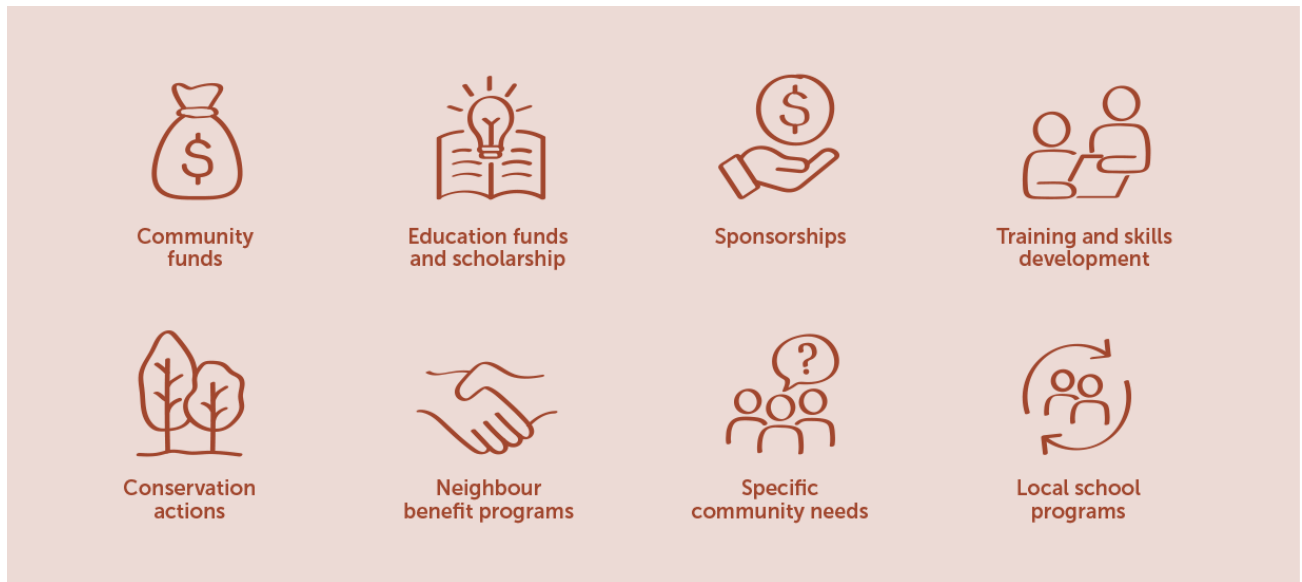 $
$
Community
funds
Education funds
and scholarship
Sponsorships
Training and skills
development
?
Conservation
actions
Neighbour
benefit programs
Specific
community needs
Local school
programs